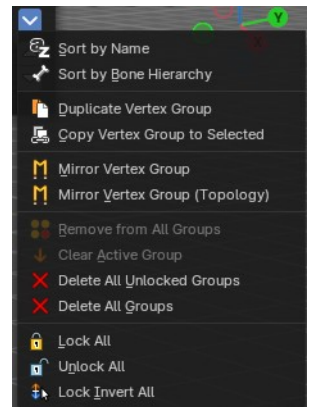 Y
X
Sort by Name
Sort by Bone Hierarchy
Duplicate Vertex Group
Copy Vertex Group to Selected
Mirror Vertex Group
Mirror Vertex Group (Topology)
Remove from All Groups
Clear Active Group
Delete All Unlocked Groups
Delete All Groups
Lock All
Unlock All
Lock Invert All